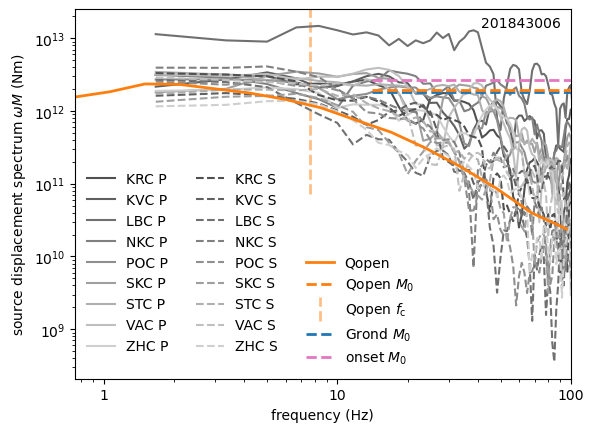 201843006
source displacement spectrum ωM (Nm)
10¹³
10¹²
10¹¹
10¹⁰
10⁹
KRC P
KVC P
LBC P
NKC P
POC P
SKC P
STC P
VAC P
ZHC P
KRC S
KVC S
LBC S
NKC S
POC S
SKC S
STC S
VAC S
ZHC S
Qopen
Qopen M₀
Qopen f_c
Grond M₀
onset M₀
1
10
100
frequency (Hz)